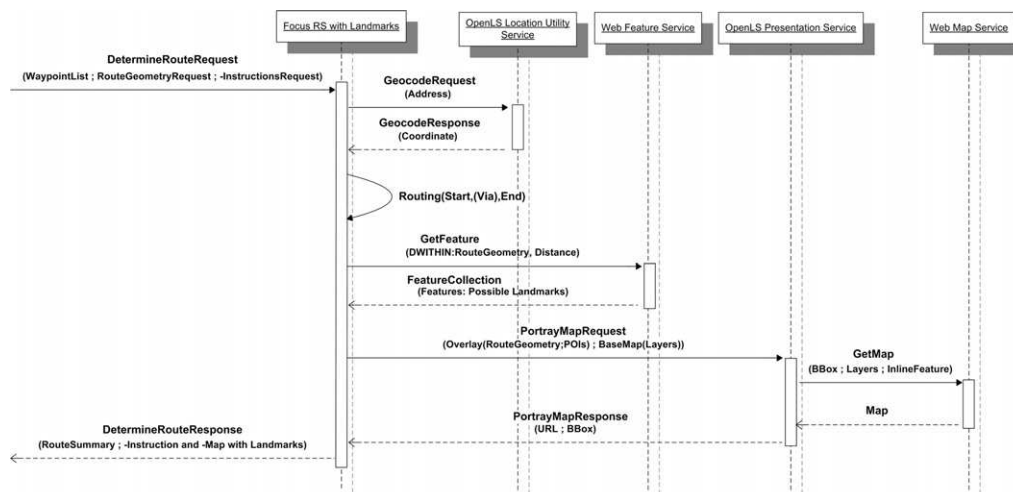 Focus RS with Landmarks
OpenLS Location Utility
Service
Web Feature Service
OpenLS Presentation Service
Web Map Service
DetermineRouteRequest
(WaypointList ; RouteGeometryRequest ; -InstructionsRequest)
GeocodeRequest
(Address)
GeocodeResponse
(Coordinate)
Routing(Start,(Via),End)
GetFeature
(DWITHIN:RouteGeometry, Distance)
FeatureCollection
(Features: Possible Landmarks)
PortrayMapRequest
(Overlay(RouteGeometry;POIs) ; BaseMap(Layers))
GetMap
(BBox ; Layers ; InlineFeature)
Map
PortrayMapResponse
(URL ; BBox)
DetermineRouteResponse
(RouteSummary ; -Instruction and -Map with Landmarks)